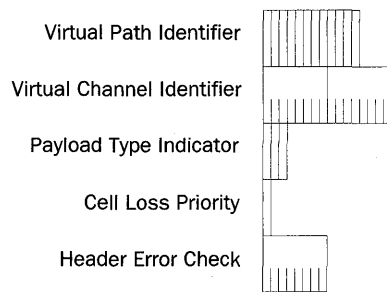 Virtual Path Identifier
Virtual Channel Identifier
Payload Type Indicator
Cell Loss Priority
Header Error Check